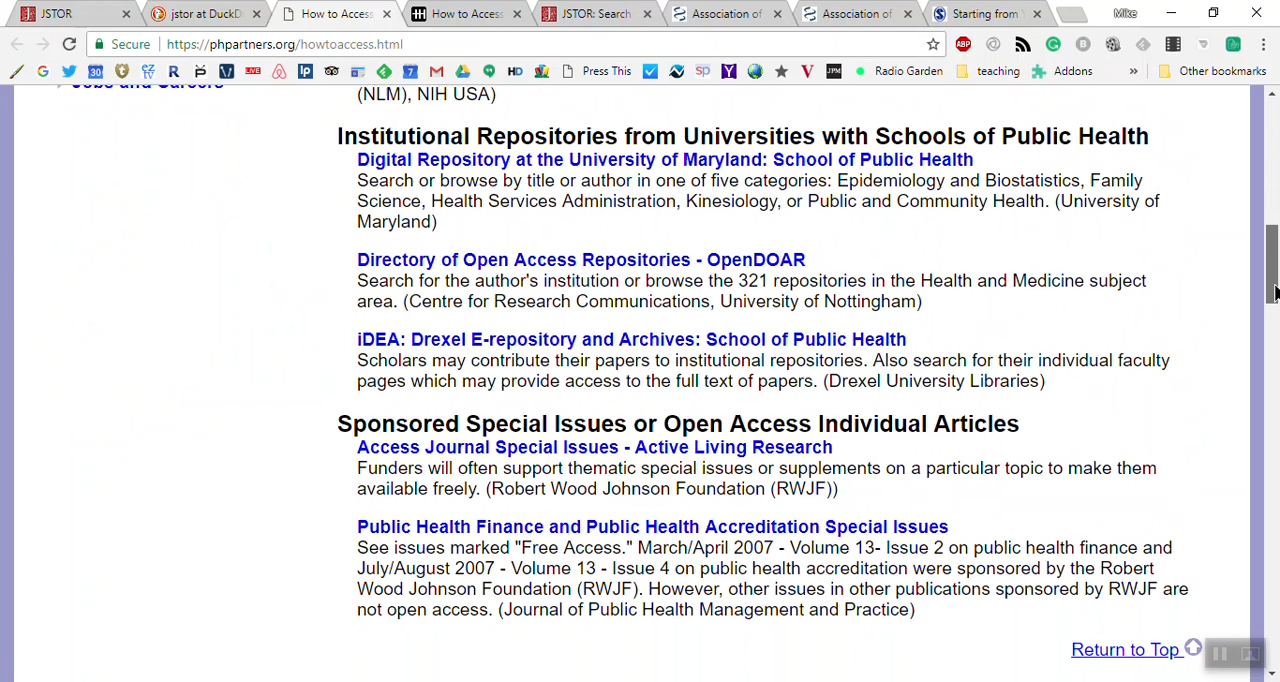 JSTOR
jstor at DuckD
How to Access
How to Access
JSTOR: Search
Association of
Association of
Starting from
Mike
Secure
https://phpartners.org/howtoaccess.html
ABP
G
30
R
LIVE
lp
7
HD
Press This
Sp
Y
V
JPM
Radio Garden
teaching
Addons
»
Other bookmarks
Jobs and Careers
(NLM), NIH USA)
Institutional Repositories from Universities with Schools of Public Health
Digital Repository at the University of Maryland: School of Public Health
Search or browse by title or author in one of five categories: Epidemiology and Biostatistics, Family
Science, Health Services Administration, Kinesiology, or Public and Community Health. (University of
Maryland)
Directory of Open Access Repositories - OpenDOAR
Search for the author's institution or browse the 321 repositories in the Health and Medicine subject
area. (Centre for Research Communications, University of Nottingham)
iDEA: Drexel E-repository and Archives: School of Public Health
Scholars may contribute their papers to institutional repositories. Also search for their individual faculty
pages which may provide access to the full text of papers. (Drexel University Libraries)
Sponsored Special Issues or Open Access Individual Articles
Access Journal Special Issues - Active Living Research
Funders will often support thematic special issues or supplements on a particular topic to make them
available freely. (Robert Wood Johnson Foundation (RWJF))
Public Health Finance and Public Health Accreditation Special Issues
See issues marked "Free Access." March/April 2007 - Volume 13- Issue 2 on public health finance and
July/August 2007 - Volume 13 - Issue 4 on public health accreditation were sponsored by the Robert
Wood Johnson Foundation (RWJF). However, other issues in other publications sponsored by RWJF are
not open access. (Journal of Public Health Management and Practice)
Return to Top